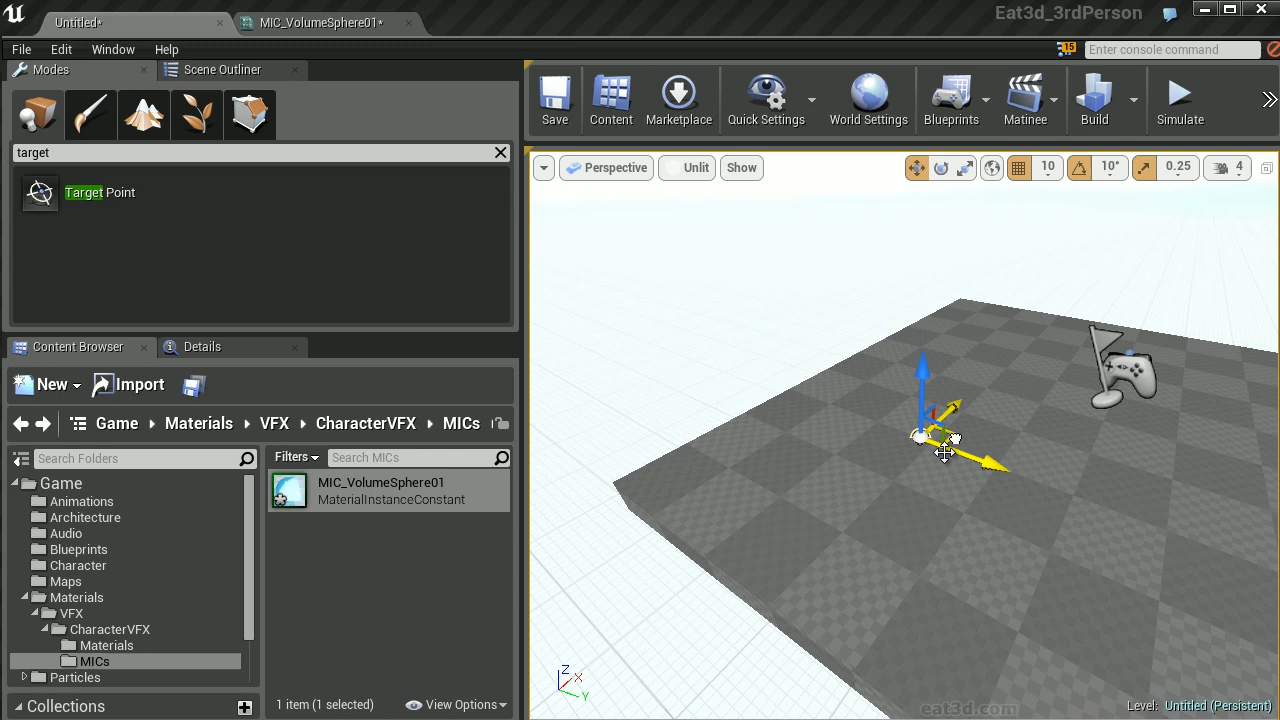 Untitled*
MIC_VolumeSphere01*
Eat3d_3rdPerson
File Edit Window Help
15
Enter console command
Modes
Scene Outliner
Save
Content
Marketplace
Quick Settings
World Settings
Blueprints
Matinee
Build
Simulate
target
Target Point
Perspective
Unlit
Show
10
10°
0.25
4
Content Browser
Details
New
Import
Game
Materials
VFX
CharacterVFX
MICs
Search Folders
Filters
Search MICs
Game
Animations
Architecture
Audio
Blueprints
Character
Maps
Materials
VFX
CharacterVFX
Materials
MICs
Particles
MIC_VolumeSphere01
MaterialInstanceConstant
Collections
1 item (1 selected)
View Options
Z
X
Y
eat3d.com
Level: Untitled (Persistent)